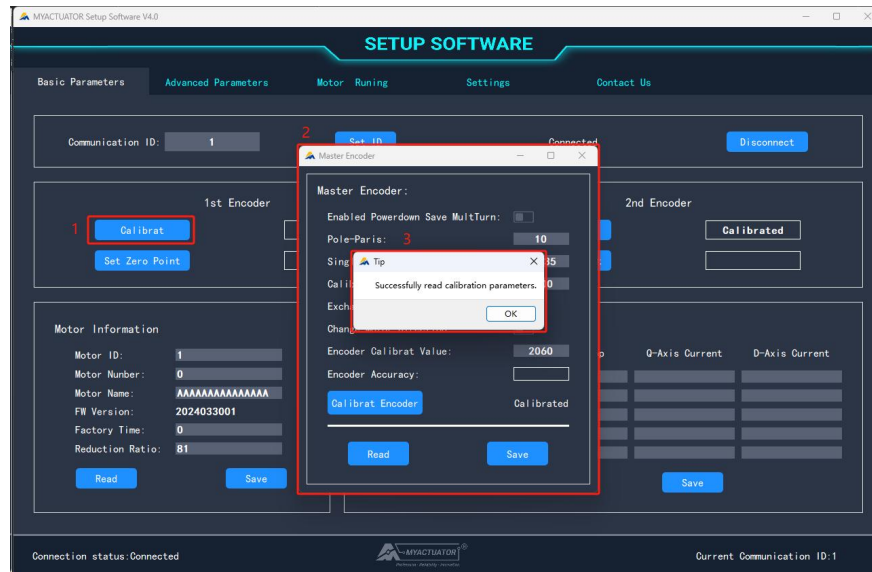 MYACTUATOR Setup Software V4.0
SETUP SOFTWARE
Basic Parameters Advanced Parameters Motor Runing Settings Contact Us
Communication ID: 1 Set ID Connected Disconnect
2
Master Encoder
1st Encoder
2nd Encoder
1 Calibrat
Calibrated
Set Zero Point
Master Encoder:
Enabled Powerdown Save MultTurn:
Pole-Paris: 10
3
Tip
Successfully read calibration parameters.
OK
Encoder Calibrat Value: 2060
Encoder Accuracy:
Calibrat Encoder Calibrated
Read Save
Motor Information
Motor ID: 1
Motor Nunber: 0
Motor Name: AAAAAAAAAAAAAAA
FW Version: 2024033001
Factory Time: 0
Reduction Ratio: 81
Read Save
Q-Axis Current D-Axis Current
Save
Connection status:Connected
MYACTUATOR
Current Communication ID:1